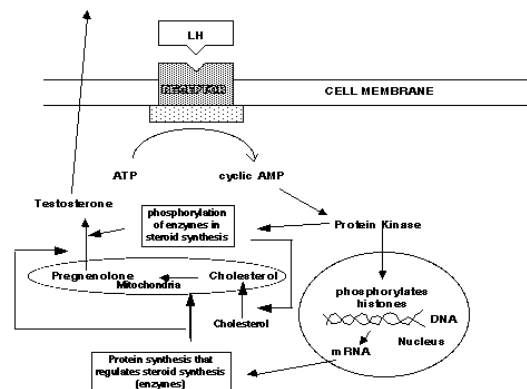 LH
RECEPTOR
CELL MEMBRANE
ATP
cyclic AMP
Testosterone
phosphorylation
of enzymes in
steroid synthesis
Protein Kinase
Pregnenolone
Cholesterol
Mitochondria
phosphorylates
histones
DNA
Cholesterol
Nucleus
mRNA
Protein synthesis that
regulates steroid synthesis
(enzymes)